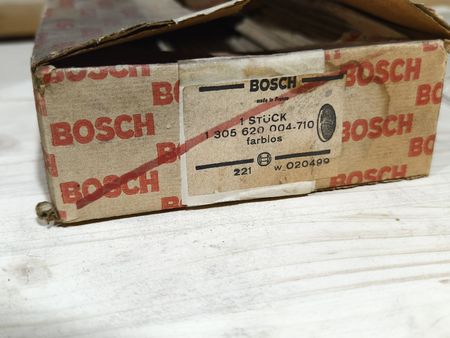 BOSCH
BOSCH
BOSCH
BOSCH
BOSCH
BOSCH
made in France
1 STÜCK
1 305 620 004-710
farblos
221 w 020499